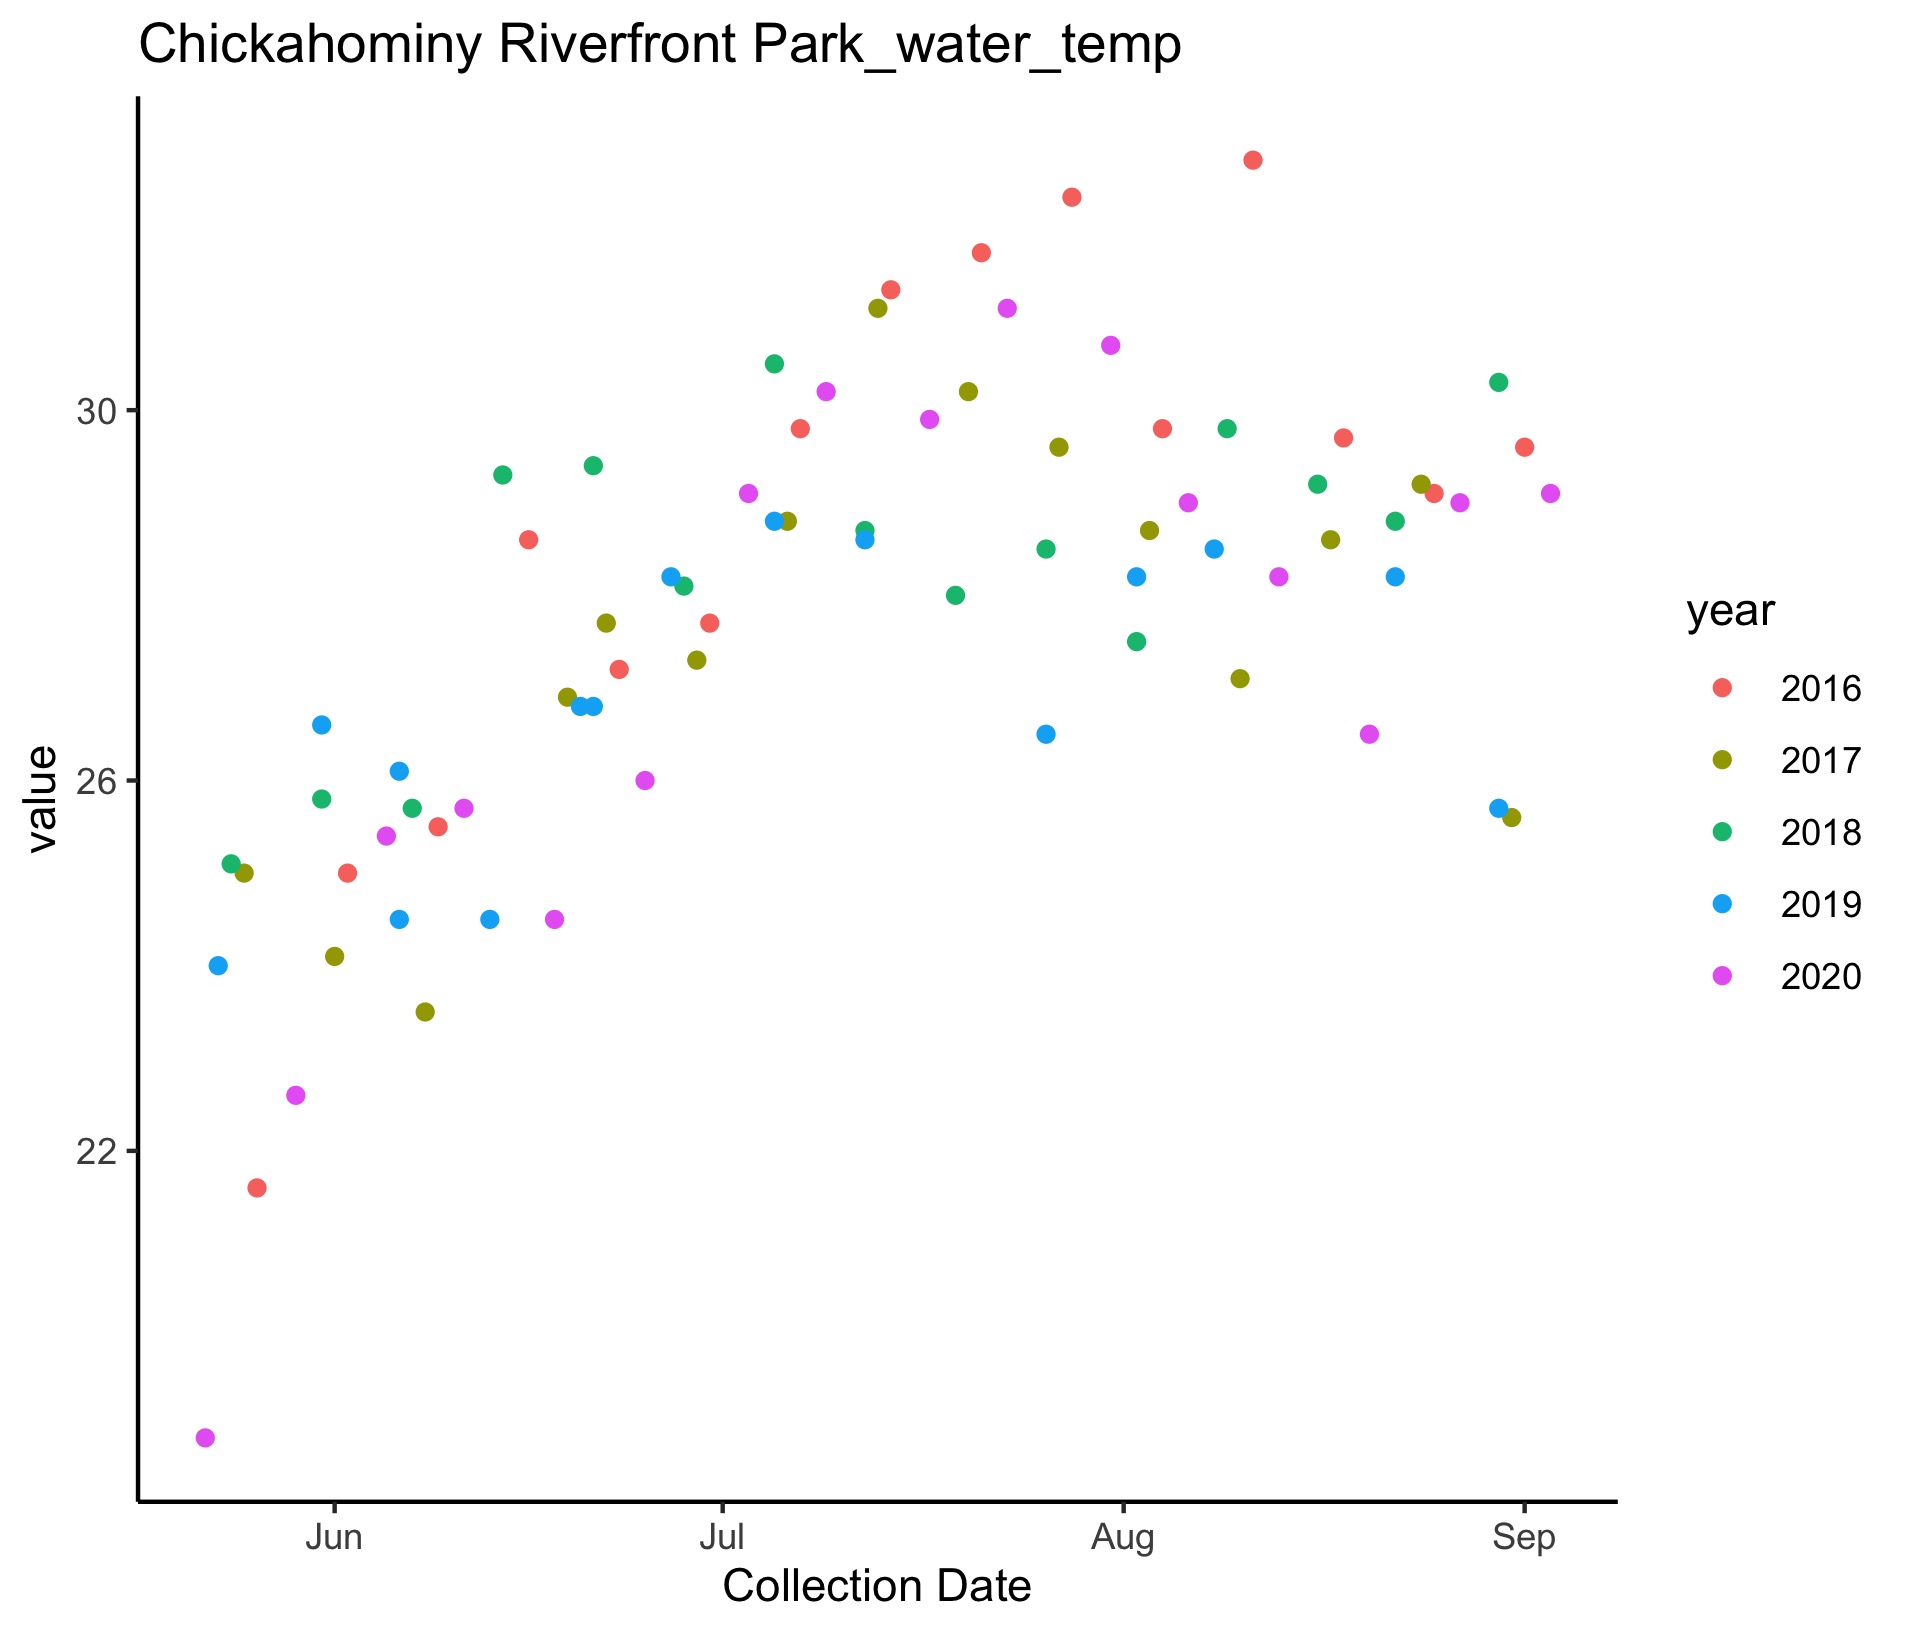 Chickahominy Riverfront Park_water_temp
30
26
22
value
Jun Jul Aug Sep
Collection Date
year
2016
2017
2018
2019
2020